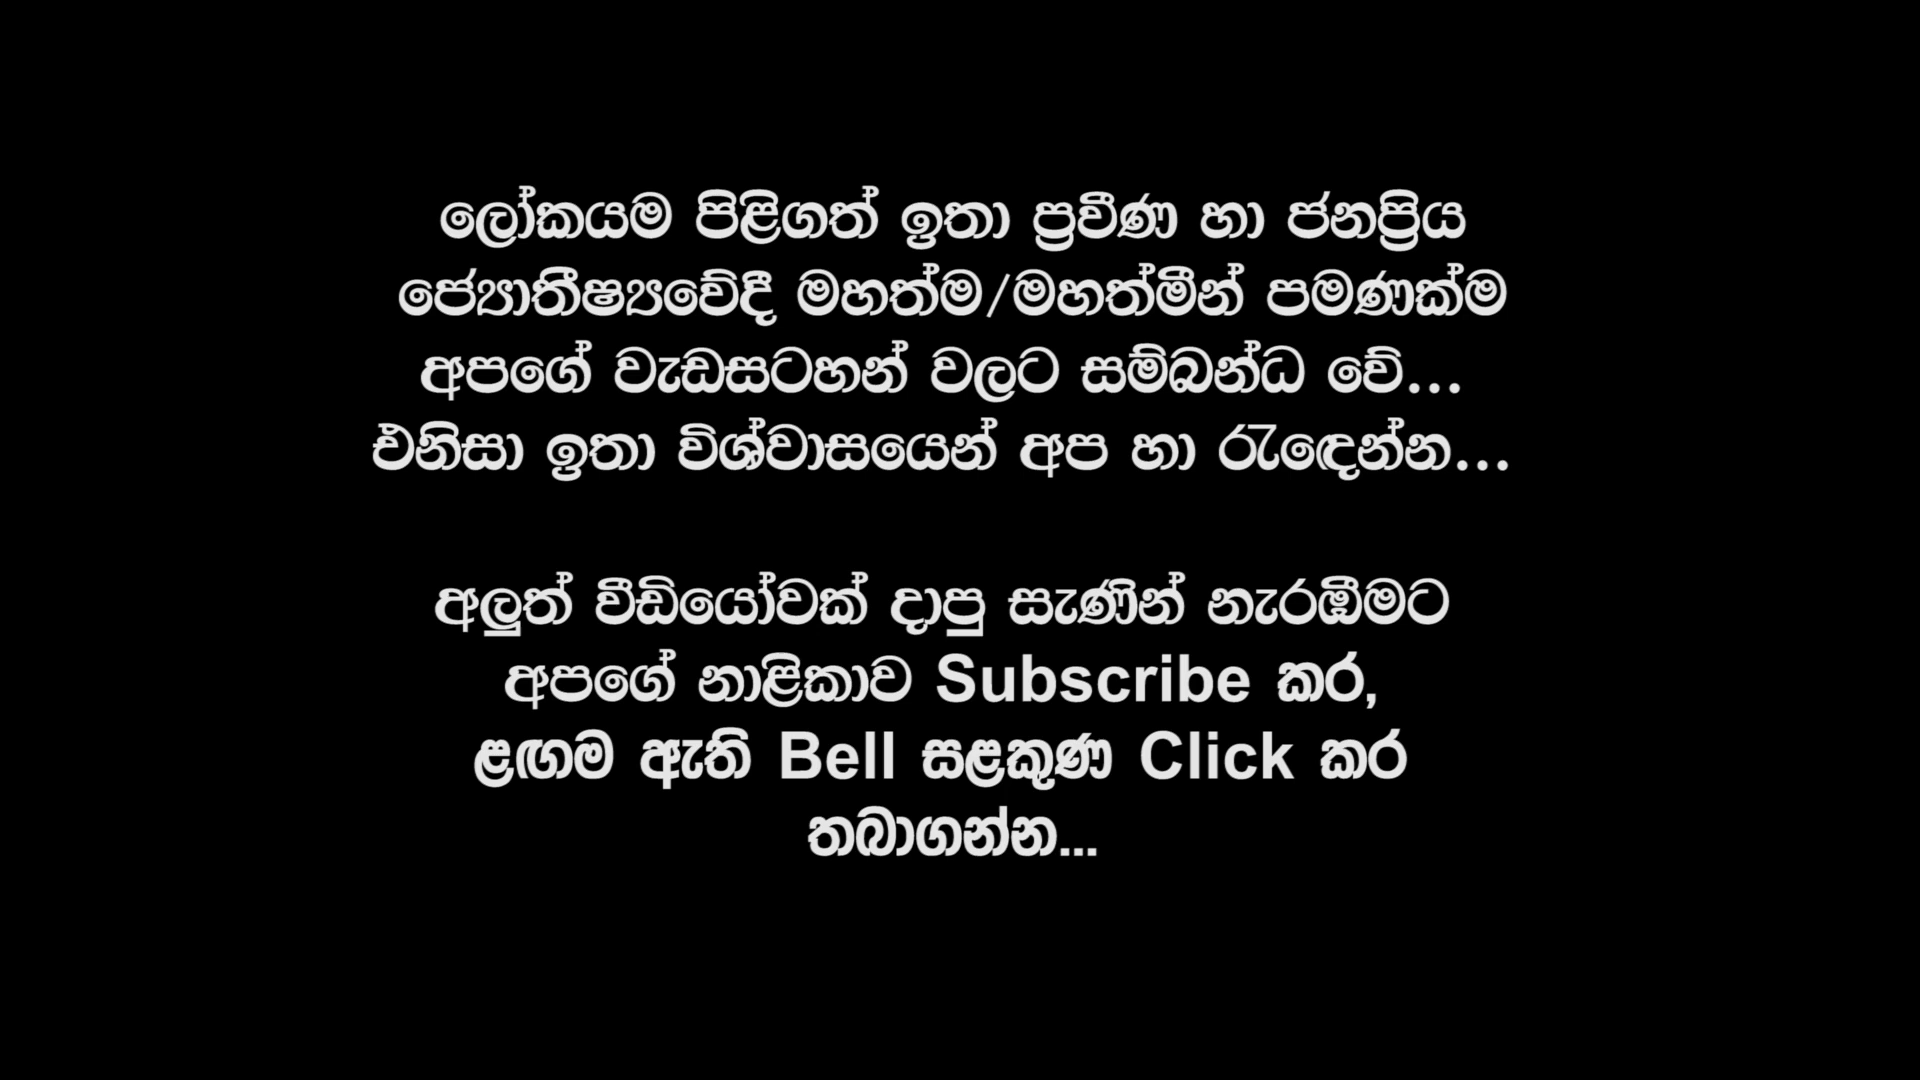 ලෝකයම පිළිගත් ඉතා ප්‍රවීණ හා ජනප්‍රිය
ජ්‍යොතිීෂ්‍යවේදී මහත්ම/මහත්මීන් පමණක්ම
අපගේ වැඩසටහන් වලට සම්බන්ධ වේ...
එනිසා ඉතා විශ්වාසයෙන් අප හා රැඳෙන්න...
අලුත් වීඩියෝවක් දාපු සැණින් නැරඹීමට
අපගේ නාළිකාව Subscribe කර,
ළඟම ඇති Bell සළකුණ Click කර
තබාගන්න...